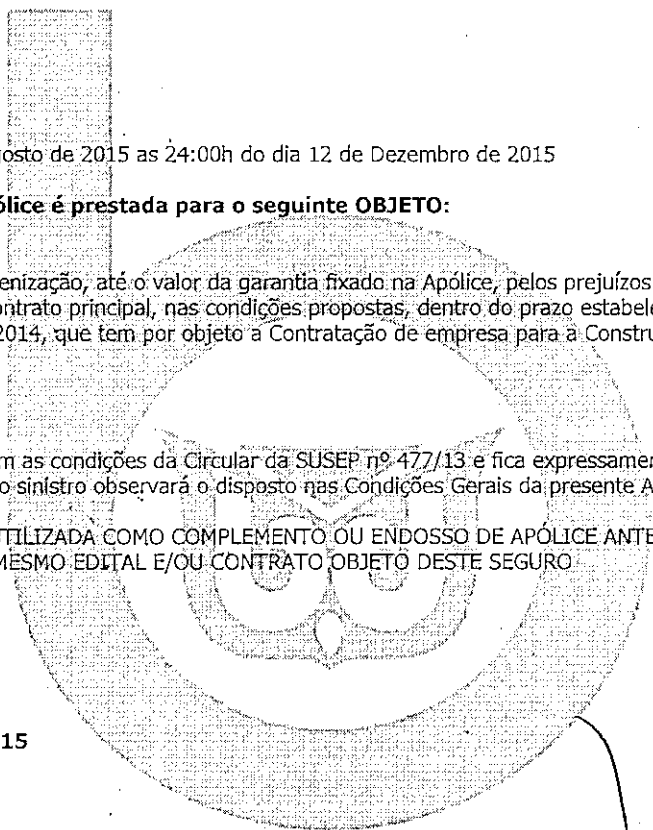 osto de 2015 as 24:00h do dia 12 de Dezembro de 2015
ólice é prestada para o seguinte OBJETO:
enização, até o valor da garantia fixado na Apólice, pelos prejuízos
ontrato principal, nas condições propostas, dentro do prazo estabele
2014, que tem por objeto a Contratação de empresa para a Constru
m as condições da Circular da SUSEP nº 477/13 e fica expressamen
o sinistro observará o disposto nas Condições Gerais da presente A
TILIZADA COMO COMPLEMENTO OU ENDOSSO DE APÓLICE ANTE
MESMO EDITAL E/OU CONTRATO OBJETO DESTE SEGURO
15